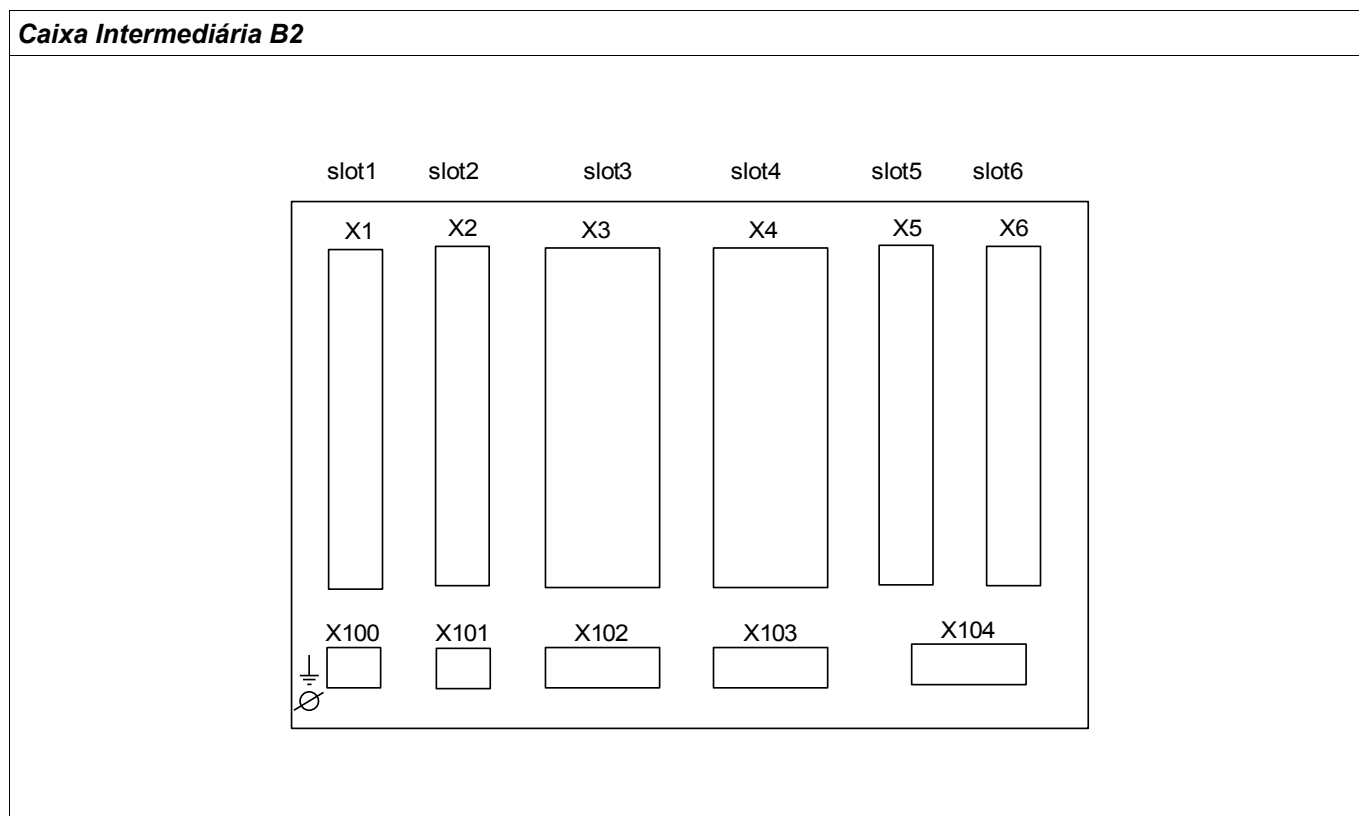 Caixa Intermediária B2
slot1 slot2 slot3 slot4 slot5 slot6
X1 X2 X3 X4 X5 X6
X100 X101 X102 X103 X104